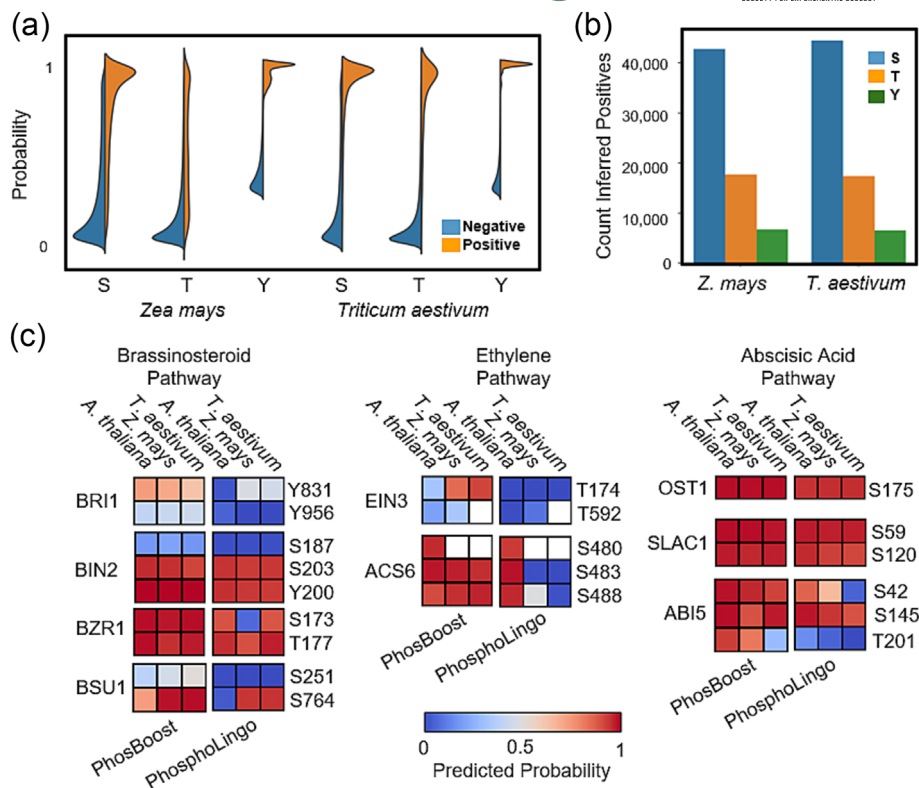 (a)
1
Probability
0
Negative
Positive
S T Y S T Y
Zea mays Triticum aestivum
(b)
Count Inferred Positives
40,000
30,000
20,000
10,000
0
S
T
Y
Z. mays T. aestivum
(c)
Brassinosteroid
Pathway
A. thaliana
Z. mays
T. aestivum
A. thaliana
Z. mays
T. aestivum
BRI1
Y831
Y956
BIN2
S187
S203
Y200
BZR1
S173
T177
BSU1
S251
S764
PhosBoost
PhosphoLingo
Ethylene
Pathway
A. thaliana
Z. mays
T. aestivum
A. thaliana
Z. mays
T. aestivum
EIN3
T174
T592
ACS6
S480
S483
S488
PhosBoost
PhosphoLingo
0 0.5 1
Predicted Probability
Abscisic Acid
Pathway
A. thaliana
Z. mays
T. aestivum
A. thaliana
Z. mays
T. aestivum
OST1
S175
SLAC1
S59
S120
ABI5
S42
S145
T201
PhosBoost
PhosphoLingo